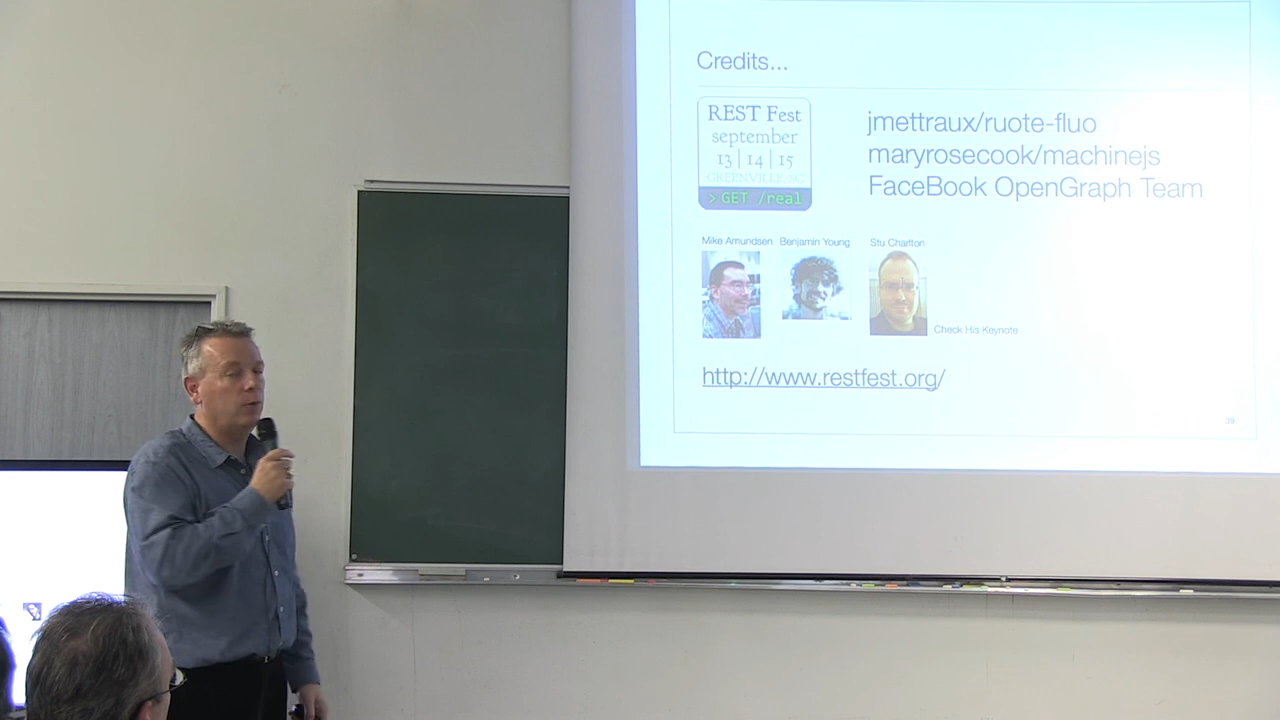 Credits...
REST Fest
september
13 | 14 | 15
GREENVILLE, SC
> GET /real
jmettraux/ruote-fluo
maryrosecook/machinejs
FaceBook OpenGraph Team
Mike Amundsen
Benjamin Young
Stu Charlton
Check His Keynote
http://www.restfest.org/
39